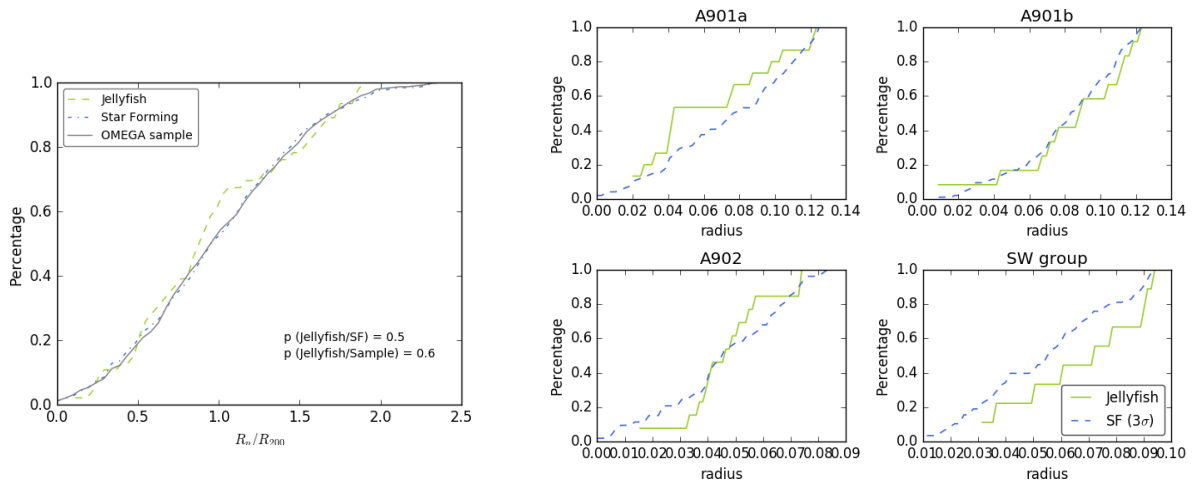 1.0
0.8
0.6
0.4
0.2
0.0
Percentage
Jellyfish
Star Forming
OMEGA sample
p (Jellyfish/SF) = 0.5
p (Jellyfish/Sample) = 0.6
0.0 0.5 1.0 1.5 2.0 2.5
R_p/R_200
A901a
1.0
0.8
0.6
0.4
0.2
0.0
Percentage
0.00 0.02 0.04 0.06 0.08 0.10 0.12 0.14
radius
A901b
1.0
0.8
0.6
0.4
0.2
0.0
Percentage
0.00 0.02 0.04 0.06 0.08 0.10 0.12 0.14
radius
A902
1.0
0.8
0.6
0.4
0.2
0.0
Percentage
0.00 0.01 0.02 0.03 0.04 0.05 0.06 0.07 0.08 0.09
radius
SW group
1.0
0.8
0.6
0.4
0.2
0.0
Percentage
Jellyfish
SF (3σ)
0.01 0.02 0.03 0.04 0.05 0.06 0.07 0.08 0.09 0.10
radius